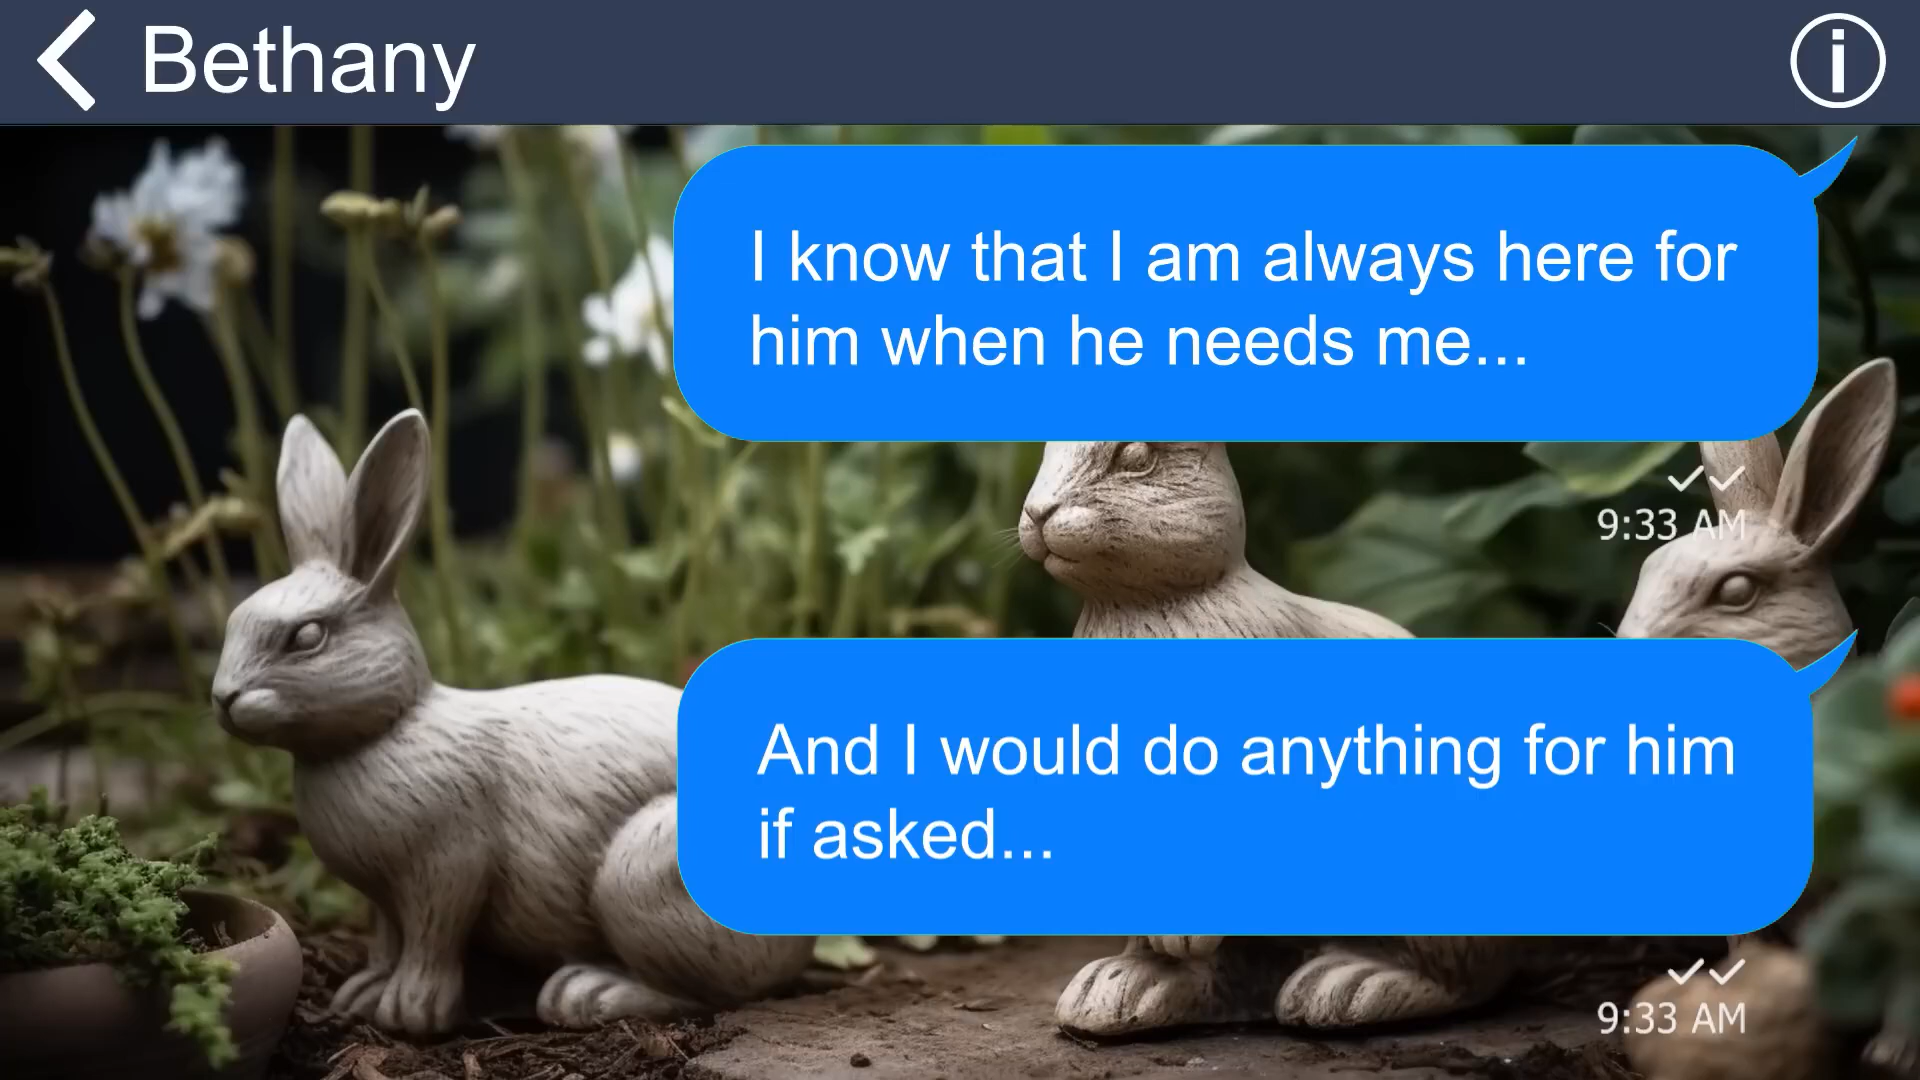 Bethany
I know that I am always here for
him when he needs me...
9:33 AM
And I would do anything for him
if asked...
9:33 AM